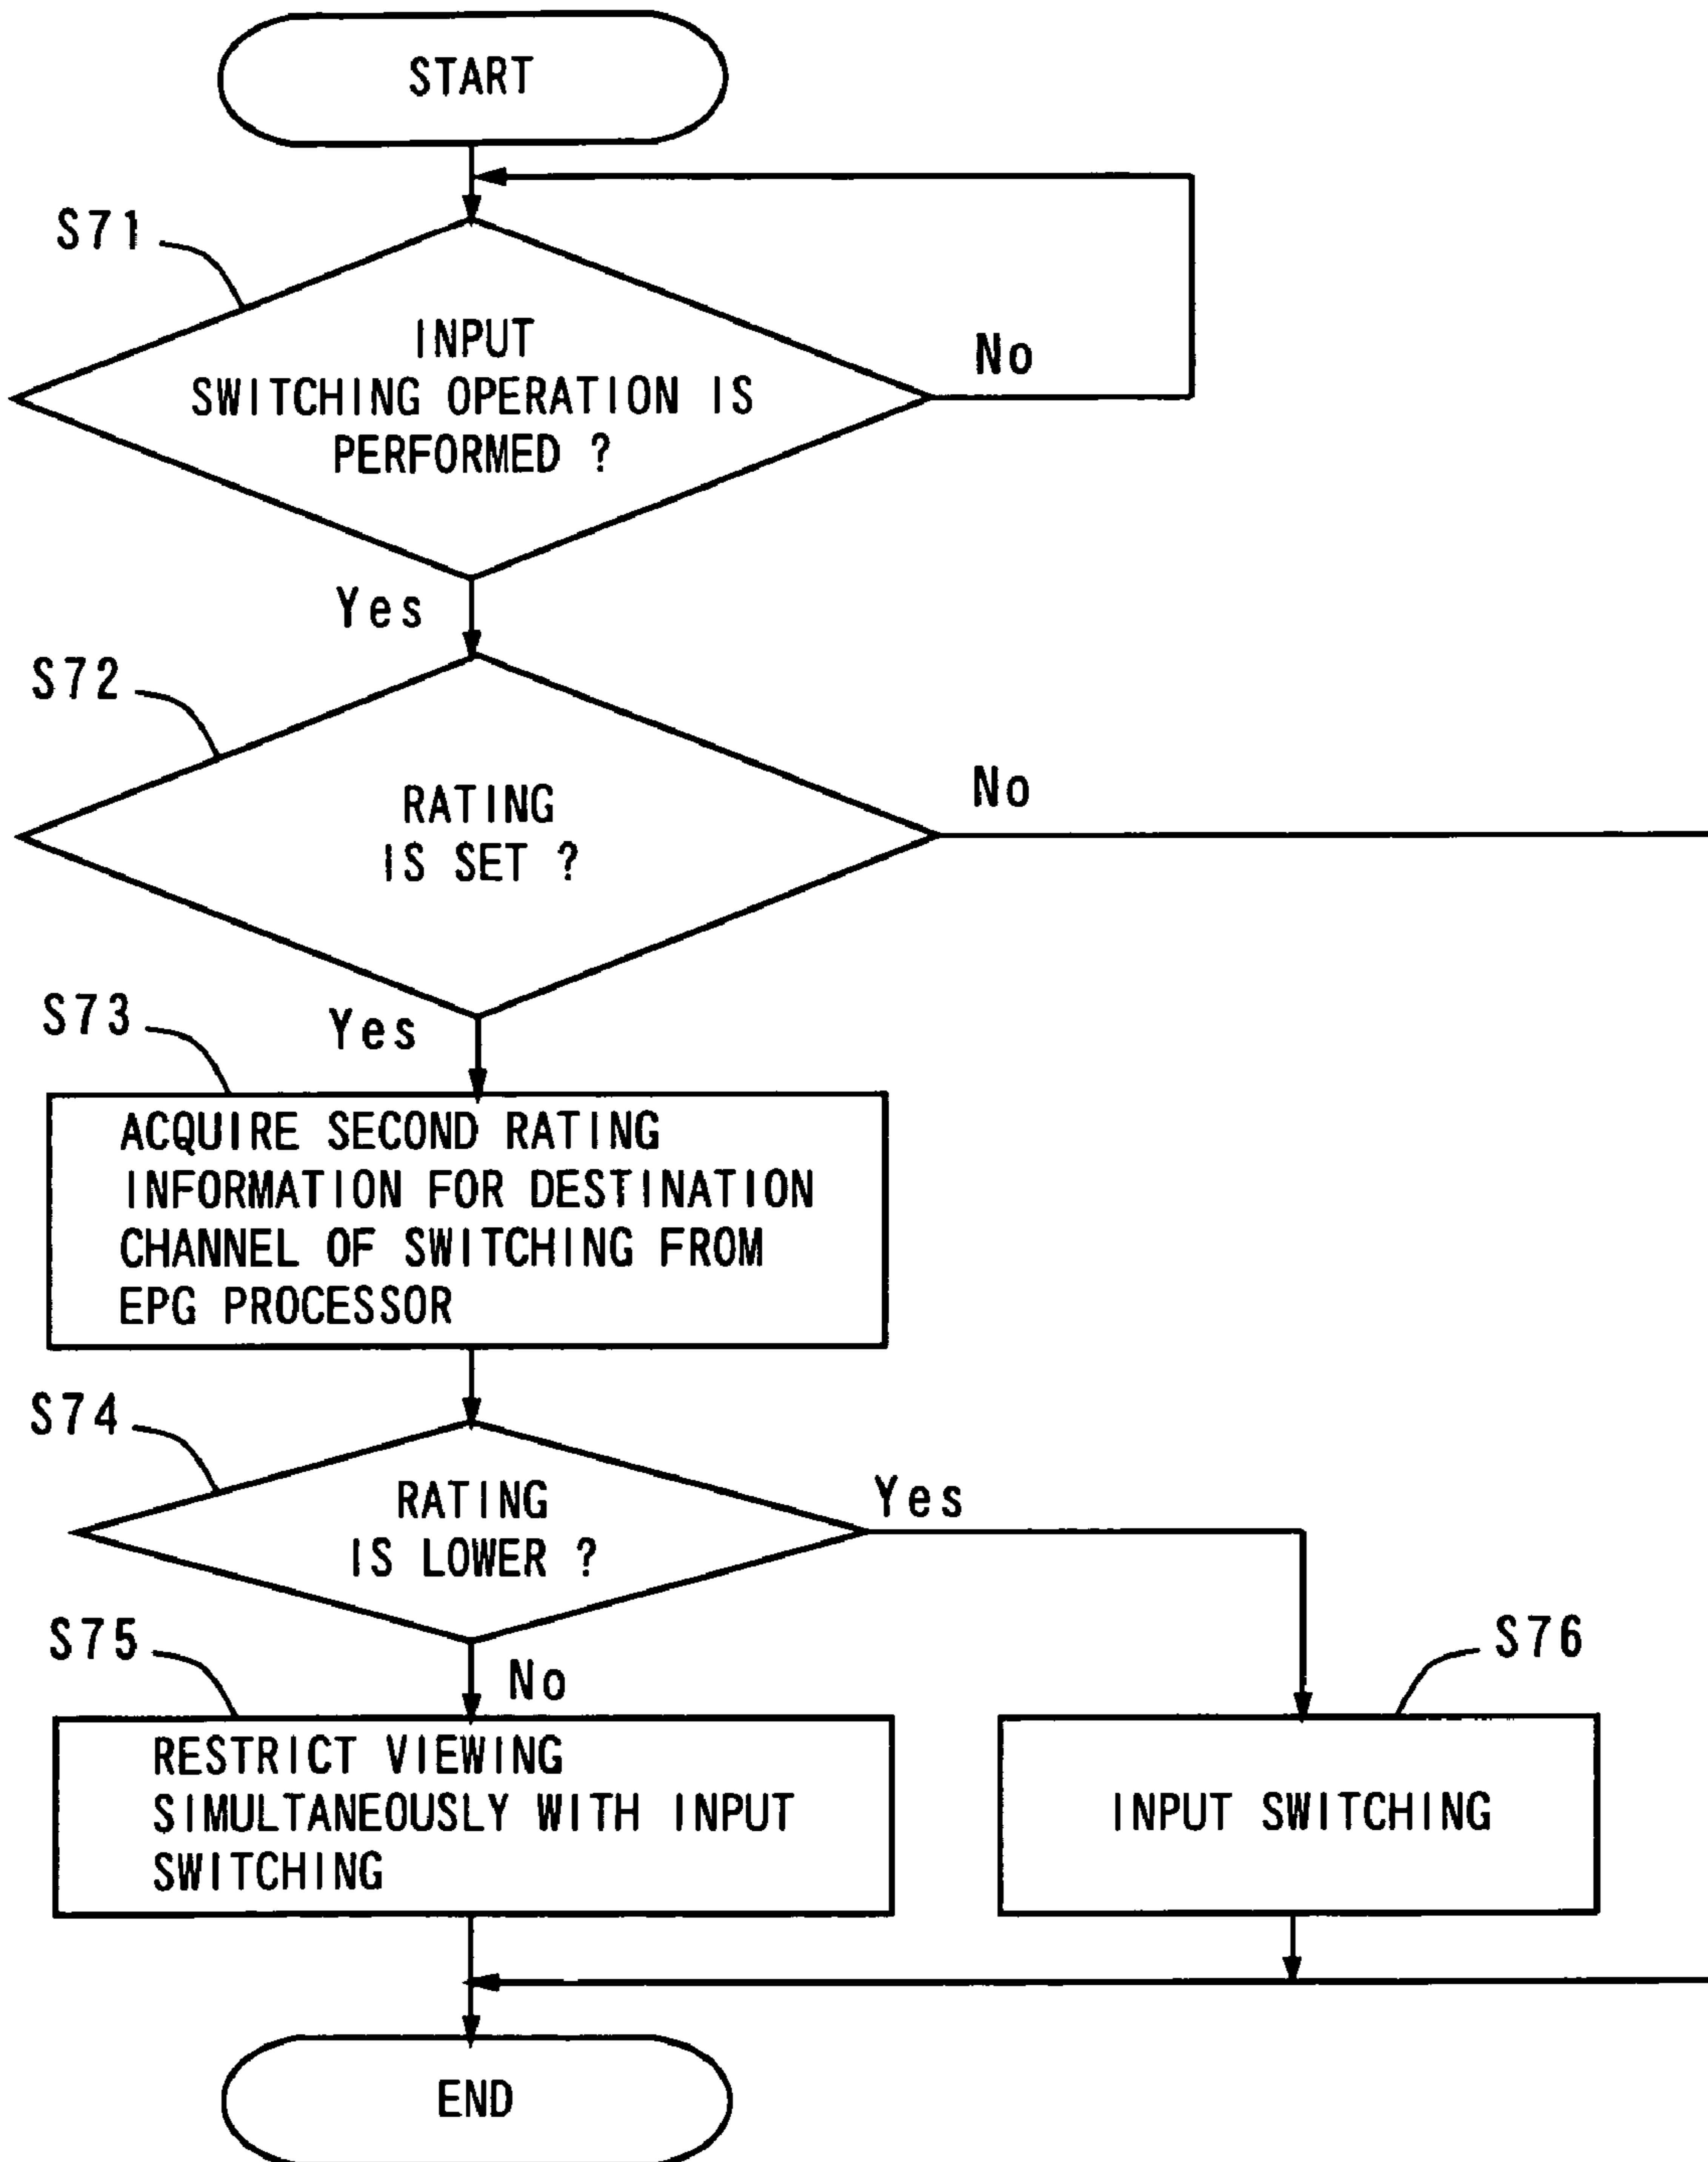 START
S71
INPUT
SWITCHING OPERATION IS
PERFORMED ?
No
Yes
S72
RATING
IS SET ?
No
Yes
S73
ACQUIRE SECOND RATING
INFORMATION FOR DESTINATION
CHANNEL OF SWITCHING FROM
EPG PROCESSOR
S74
RATING
IS LOWER ?
Yes
No
S75
RESTRICT VIEWING
SIMULTANEOUSLY WITH INPUT
SWITCHING
S76
INPUT SWITCHING
END